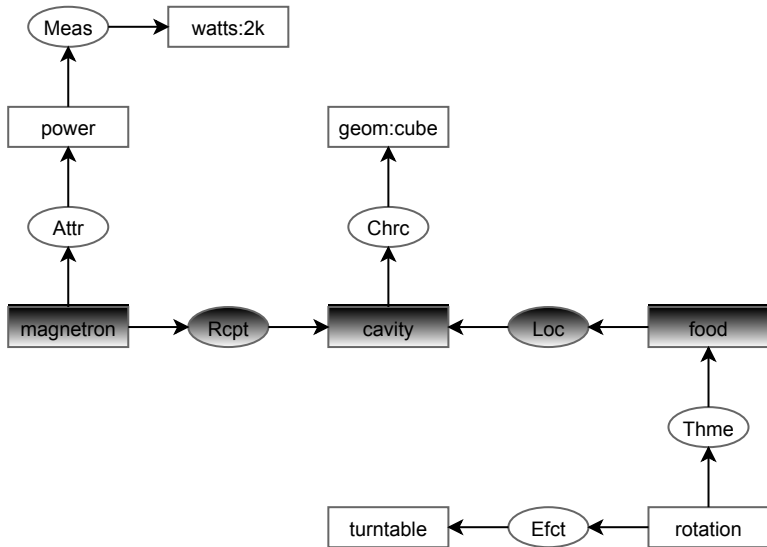 Meas
watts:2k
power
geom:cube
Attr
Chrc
magnetron
Rcpt
cavity
Loc
food
Thme
turntable
Efct
rotation